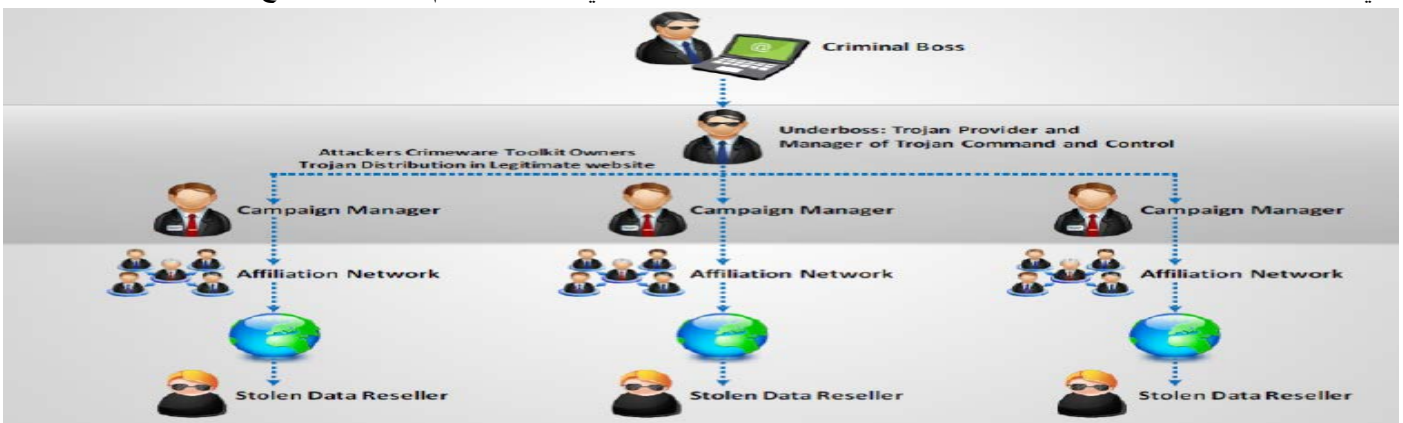 Criminal Boss
Underboss: Trojan Provider and
Manager of Trojan Command and Control
Attackers Crimeware Toolkit Owners
Trojan Distribution in Legitimate website
Campaign Manager Campaign Manager Campaign Manager
Affiliation Network Affiliation Network Affiliation Network
Stolen Data Reseller Stolen Data Reseller Stolen Data Reseller